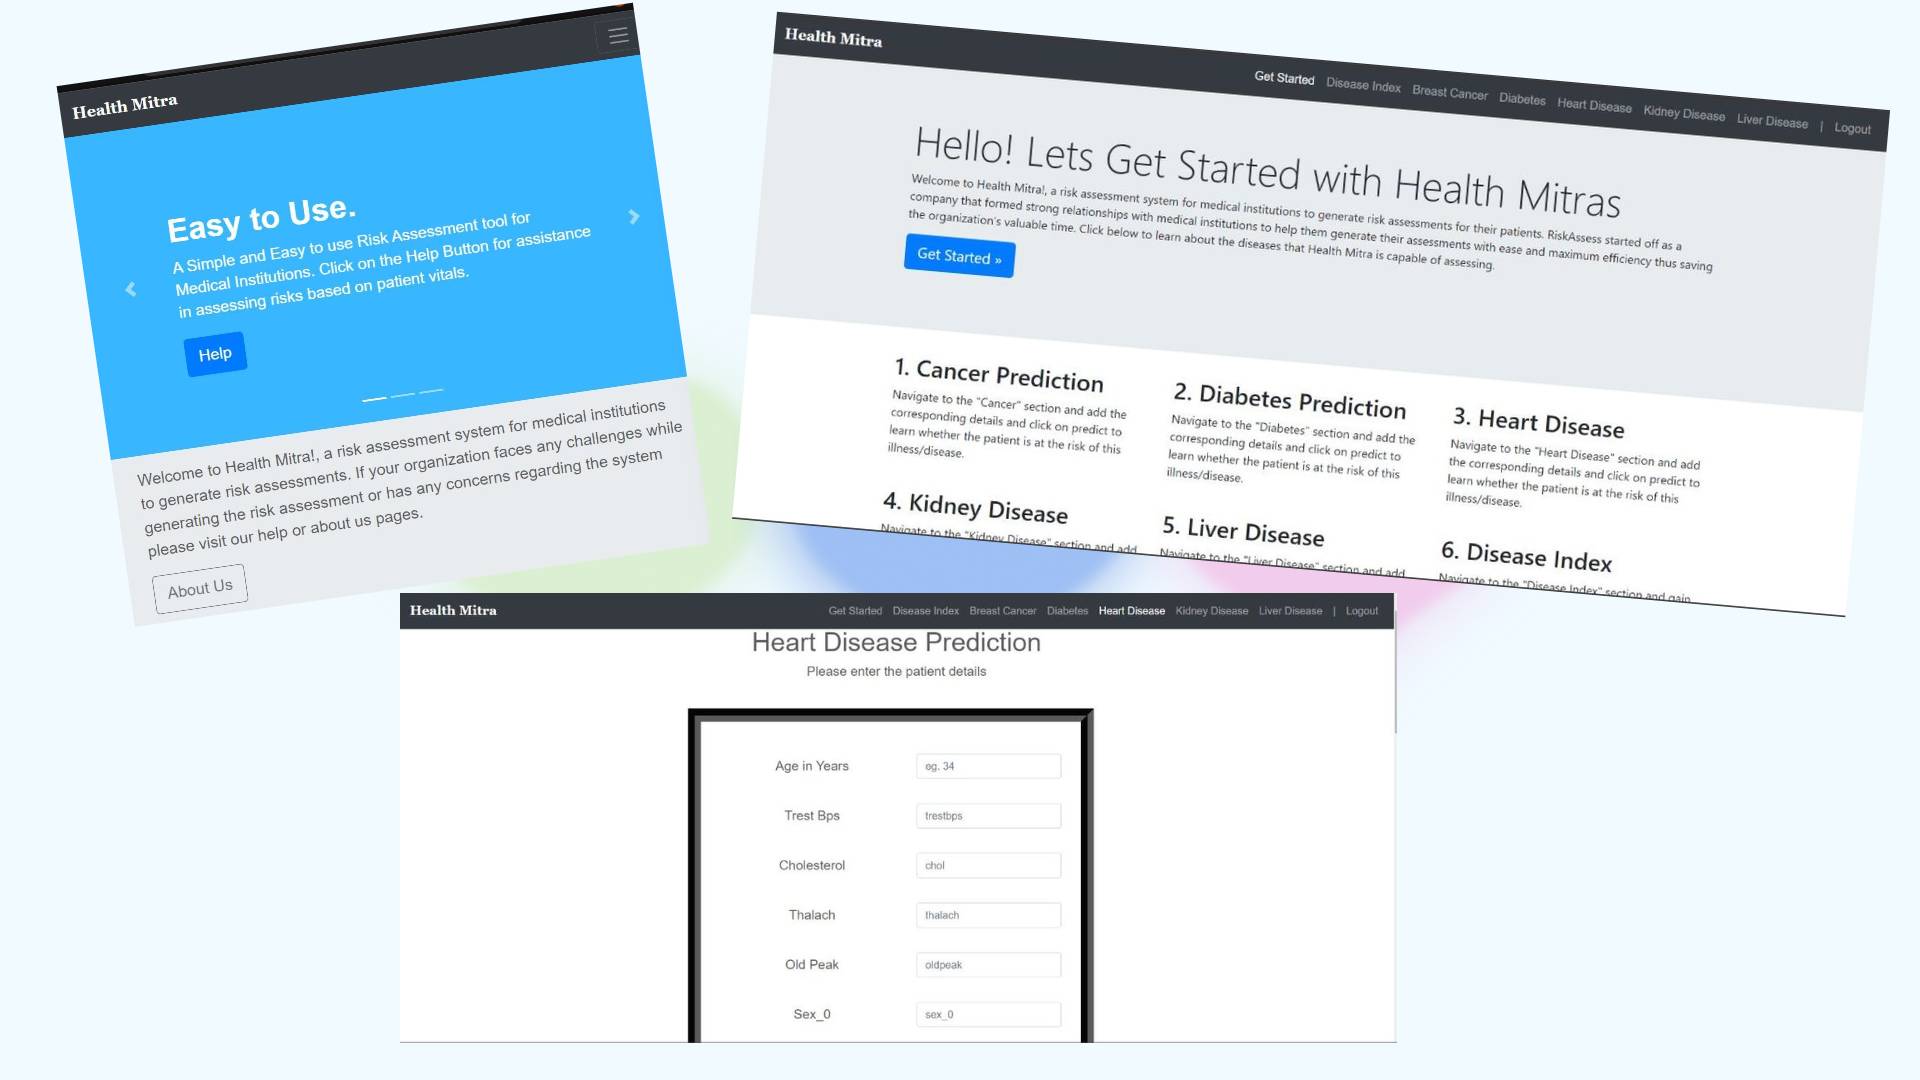 Health Mitra
Easy to Use.
A Simple and Easy to use Risk Assessment tool for
Medical Institutions. Click on the Help Button for assistance
in assessing risks based on patient vitals.
Help
Welcome to Health Mitra!, a risk assessment system for medical institutions
to generate risk assessments. If your organization faces any challenges while
generating the risk assessment or has any concerns regarding the system
please visit our help or about us pages.
About Us
Health Mitra
Get Started Disease Index Breast Cancer Diabetes Heart Disease Kidney Disease Liver Disease | Logout
Hello! Lets Get Started with Health Mitras
Welcome to Health Mitra!, a risk assessment system for medical institutions to generate risk assessments for their patients. RiskAssess started off as a
company that formed strong relationships with medical institutions to help them generate their assessments with ease and maximum efficiency thus saving
the organization's valuable time. Click below to learn about the diseases that Health Mitra is capable of assessing.
Get Started »
1. Cancer Prediction
Navigate to the "Cancer" section and add the
corresponding details and click on predict to
learn whether the patient is at the risk of this
illness/disease.
2. Diabetes Prediction
Navigate to the "Diabetes" section and add the
corresponding details and click on predict to
learn whether the patient is at the risk of this
illness/disease.
3. Heart Disease
Navigate to the "Heart Disease" section and add
the corresponding details and click on predict to
learn whether the patient is at the risk of this
illness/disease.
4. Kidney Disease
Navigate to the "Kidney Disease" section and add
5. Liver Disease
Navigate to the "Liver Disease" section and add
6. Disease Index
Navigate to the "Disease Index" section and gain
Health Mitra
Get Started Disease Index Breast Cancer Diabetes Heart Disease Kidney Disease Liver Disease | Logout
Heart Disease Prediction
Please enter the patient details
Age in Years eg. 34
Trest Bps trestbps
Cholesterol chol
Thalach thalach
Old Peak oldpeak
Sex_0 sex_0